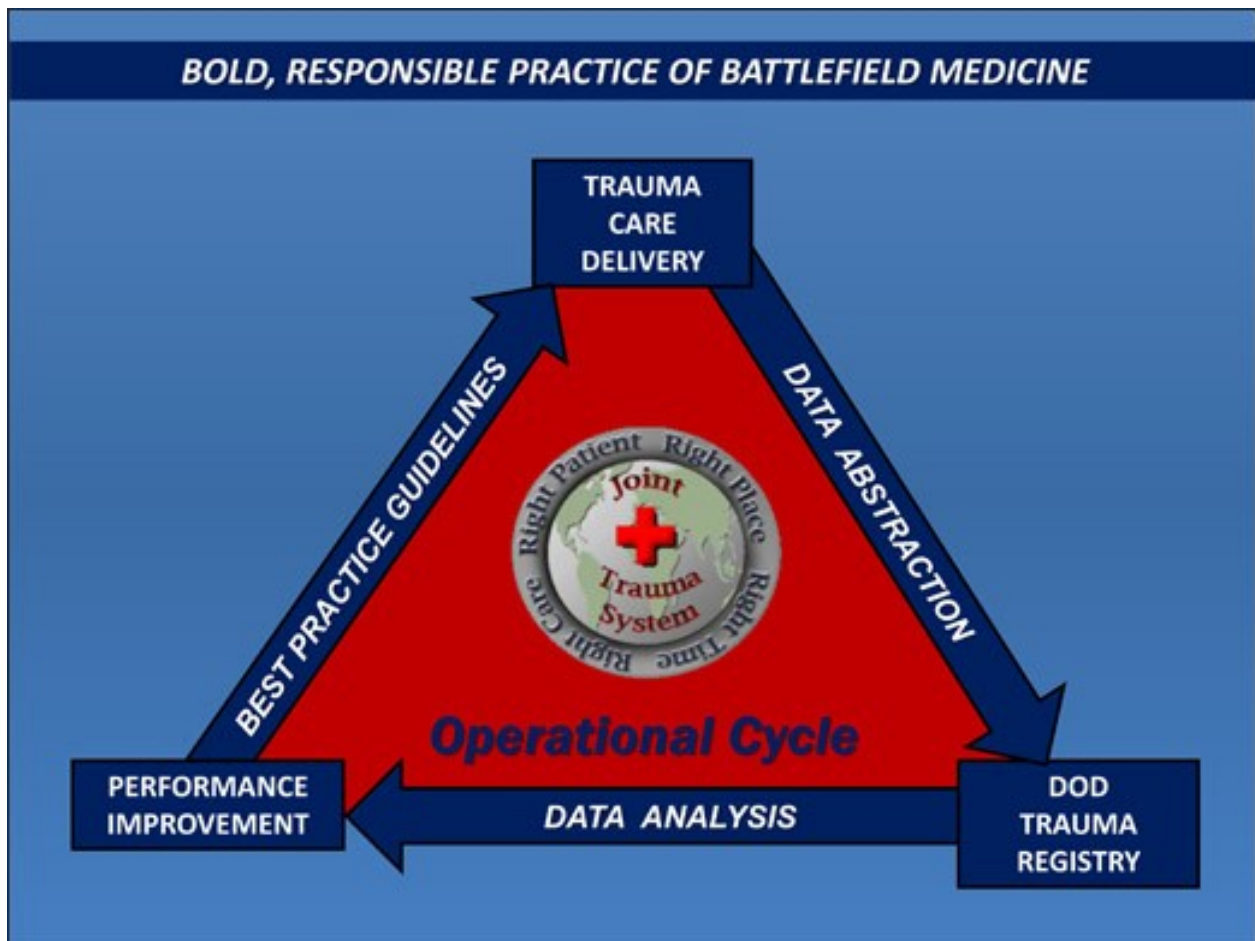 BOLD, RESPONSIBLE PRACTICE OF BATTLEFIELD MEDICINE
TRAUMA
CARE
DELIVERY
BEST PRACTICE GUIDELINES
DATA ABSTRACTION
Right Patient Right Place Right Time Right Care
Joint
Trauma
System
Operational Cycle
PERFORMANCE
IMPROVEMENT
DATA ANALYSIS
DOD
TRAUMA
REGISTRY